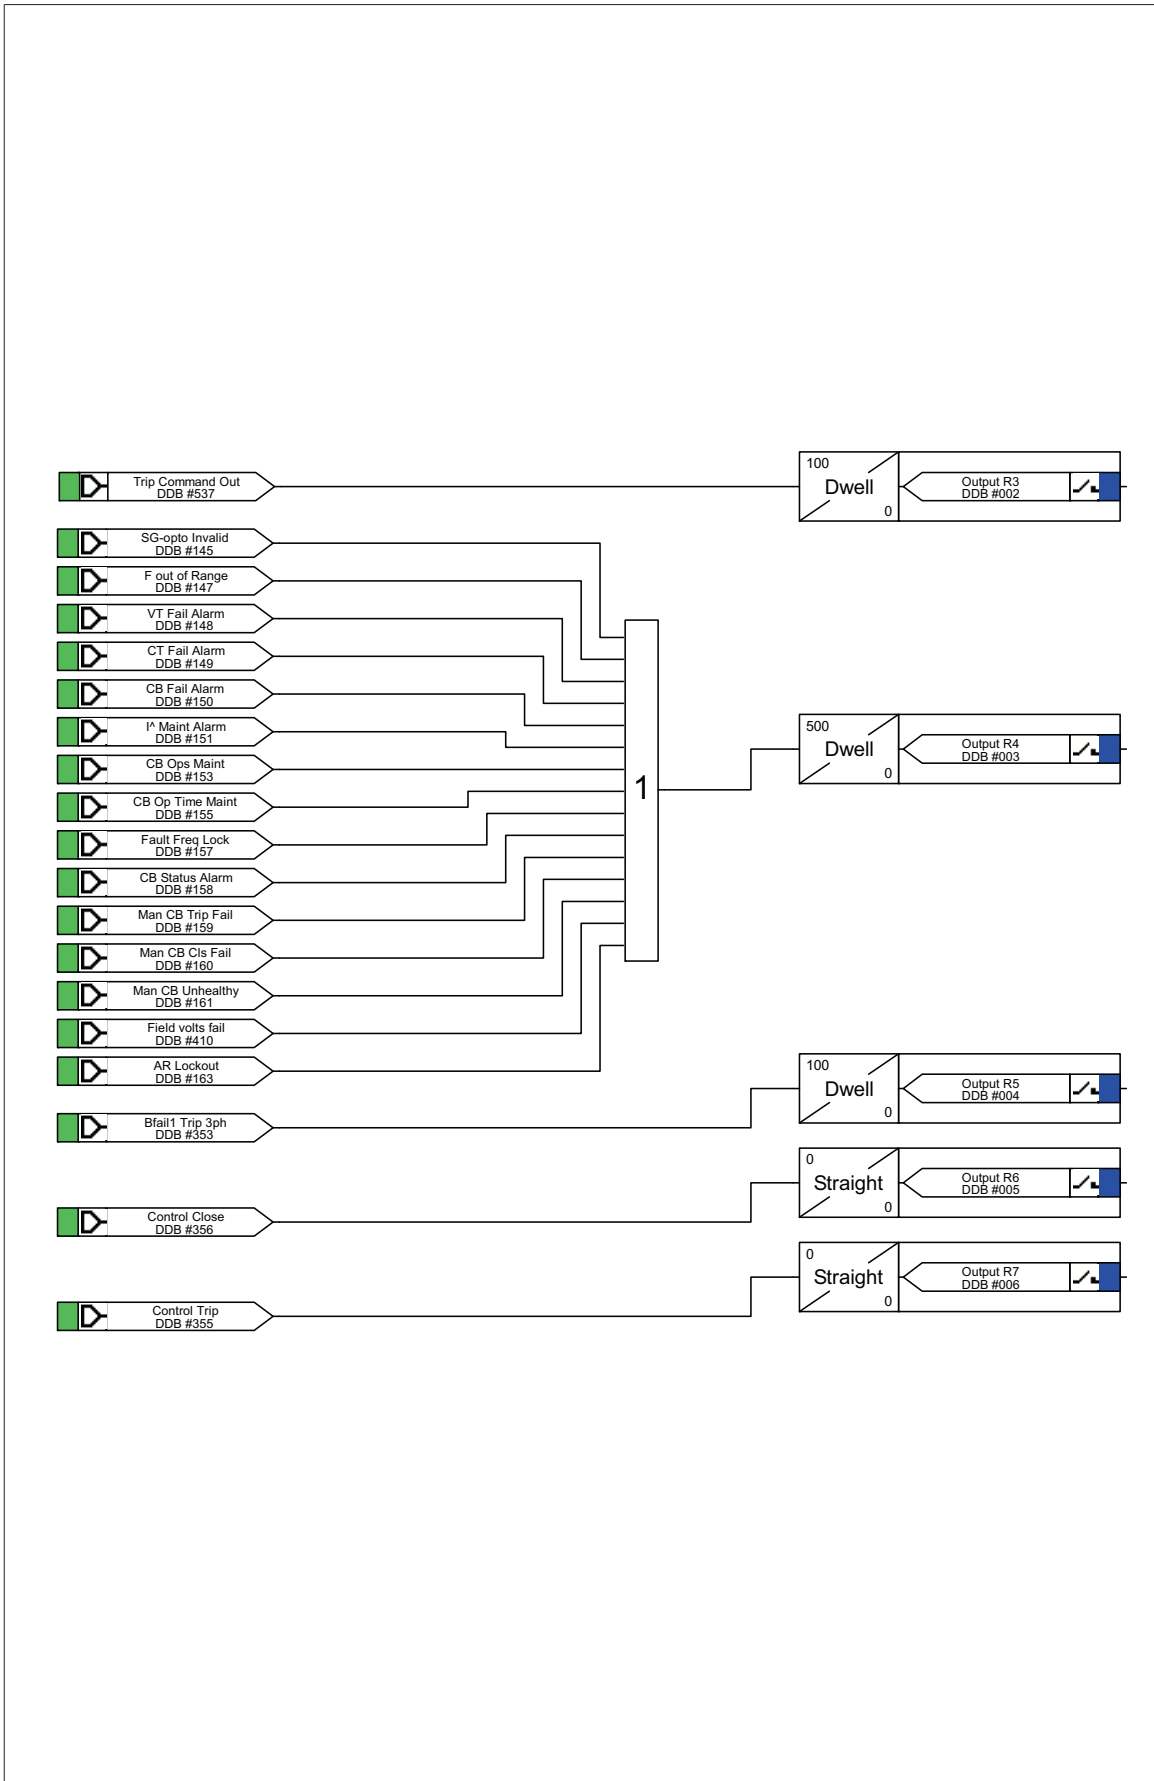 Trip Command Out
DDB #537
100
Dwell
0
Output R3
DDB #002
SG-opto Invalid
DDB #145
F out of Range
DDB #147
VT Fail Alarm
DDB #148
CT Fail Alarm
DDB #149
CB Fail Alarm
DDB #150
I^ Maint Alarm
DDB #151
CB Ops Maint
DDB #153
CB Op Time Maint
DDB #155
Fault Freq Lock
DDB #157
CB Status Alarm
DDB #158
Man CB Trip Fail
DDB #159
Man CB Cls Fail
DDB #160
Man CB Unhealthy
DDB #161
Field volts fail
DDB #410
AR Lockout
DDB #163
1
500
Dwell
0
Output R4
DDB #003
Bfail1 Trip 3ph
DDB #353
100
Dwell
0
Output R5
DDB #004
Control Close
DDB #356
0
Straight
0
Output R6
DDB #005
Control Trip
DDB #355
0
Straight
0
Output R7
DDB #006